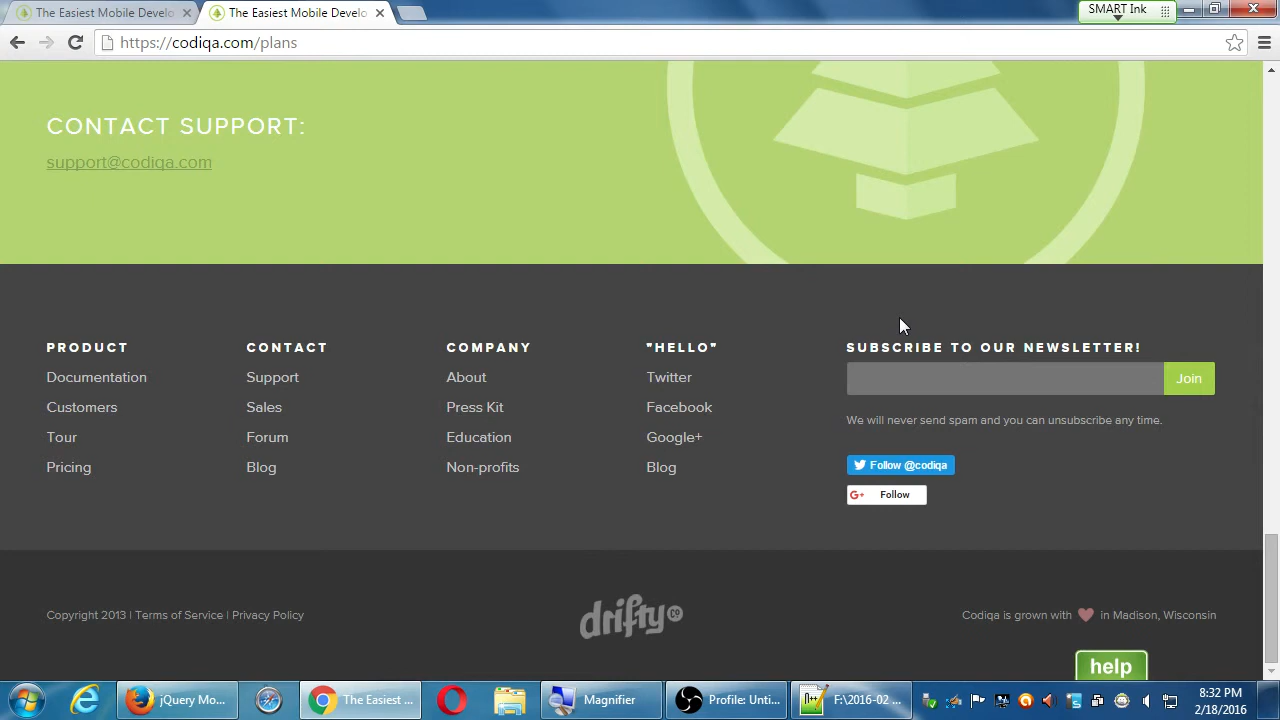 The Easiest Mobile Develo
The Easiest Mobile Develo
SMART Ink
https://codiqa.com/plans
CONTACT SUPPORT:
support@codiqa.com
PRODUCT
Documentation
Customers
Tour
Pricing
CONTACT
Support
Sales
Forum
Blog
COMPANY
About
Press Kit
Education
Non-profits
"HELLO"
Twitter
Facebook
Google+
Blog
SUBSCRIBE TO OUR NEWSLETTER!
Join
We will never send spam and you can unsubscribe any time.
Follow @codiqa
G+ Follow
Copyright 2013 | Terms of Service | Privacy Policy
drifty co
Codiqa is grown with in Madison, Wisconsin
help
jQuery Mo...
The Easiest ...
Magnifier
Profile: Unti...
F:\2016-02 ...
8:32 PM
2/18/2016